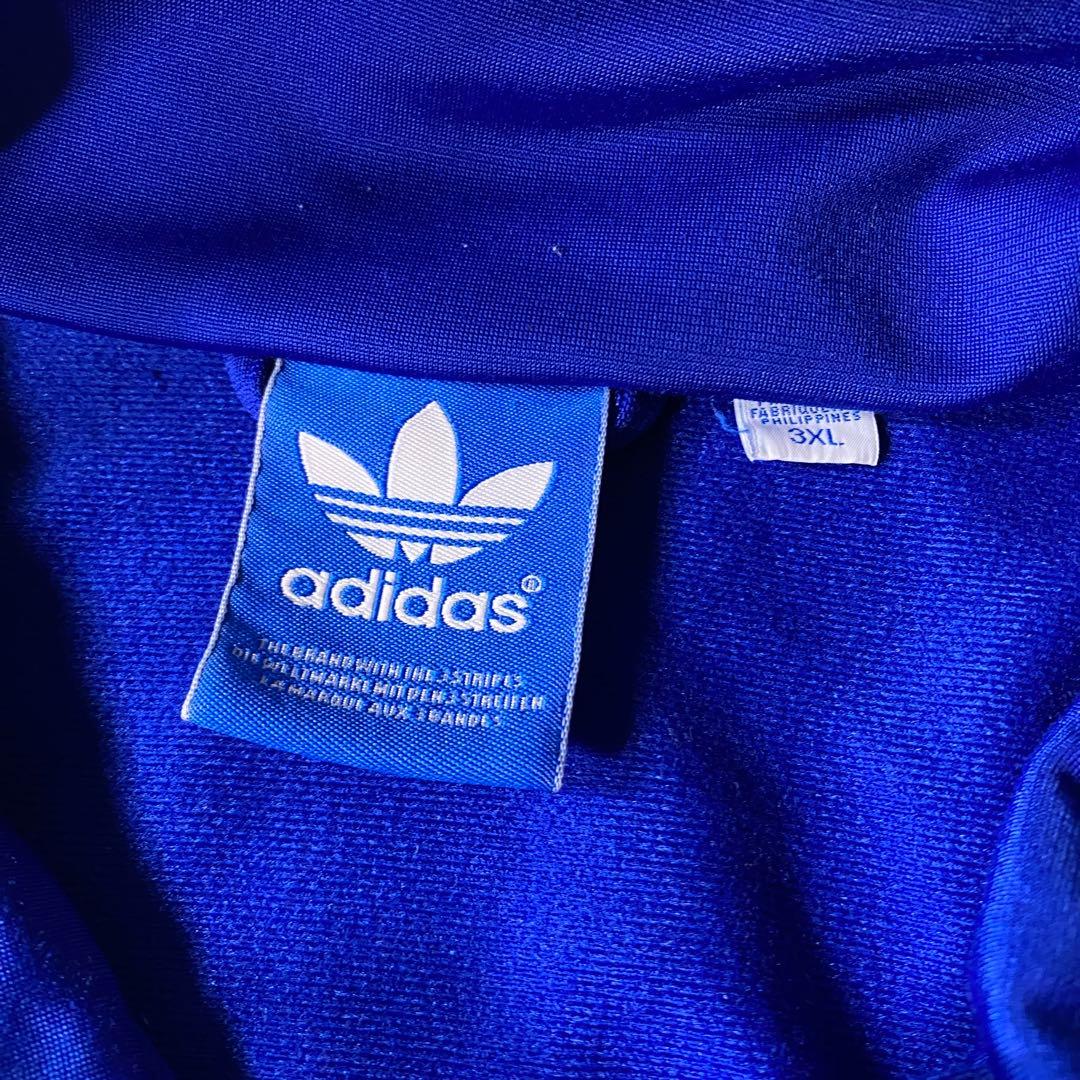 adidas®
THE BRAND WITH THE 3 STRIPES
DIE WELTMARKE MIT DEN 3 STREIFEN
LA MARQUE AUX 3 BANDES
PHILIPPINES
3XL